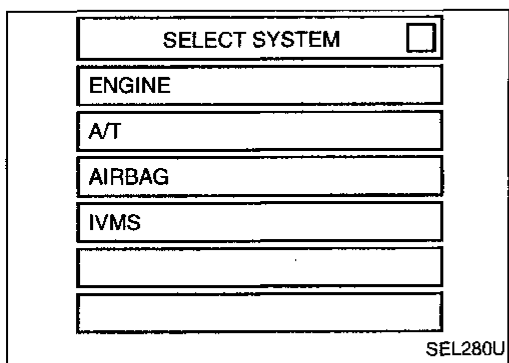 SELECT SYSTEM
ENGINE
A/T
AIRBAG
IVMS
SEL280U